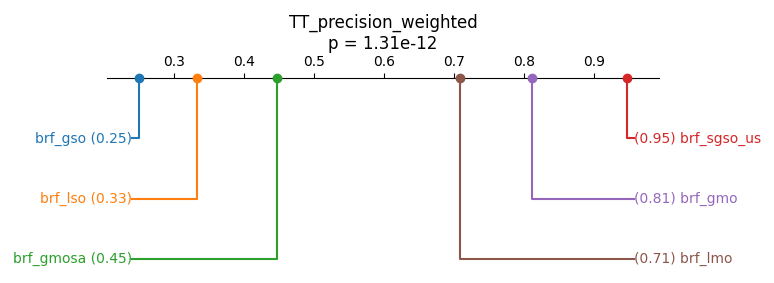 TT_precision_weighted
p = 1.31e-12
0.3 0.4 0.5 0.6 0.7 0.8 0.9
brf_gso (0.25) (0.95) brf_sgso_us
brf_lso (0.33) (0.81) brf_gmo
brf_gmosa (0.45) (0.71) brf_lmo